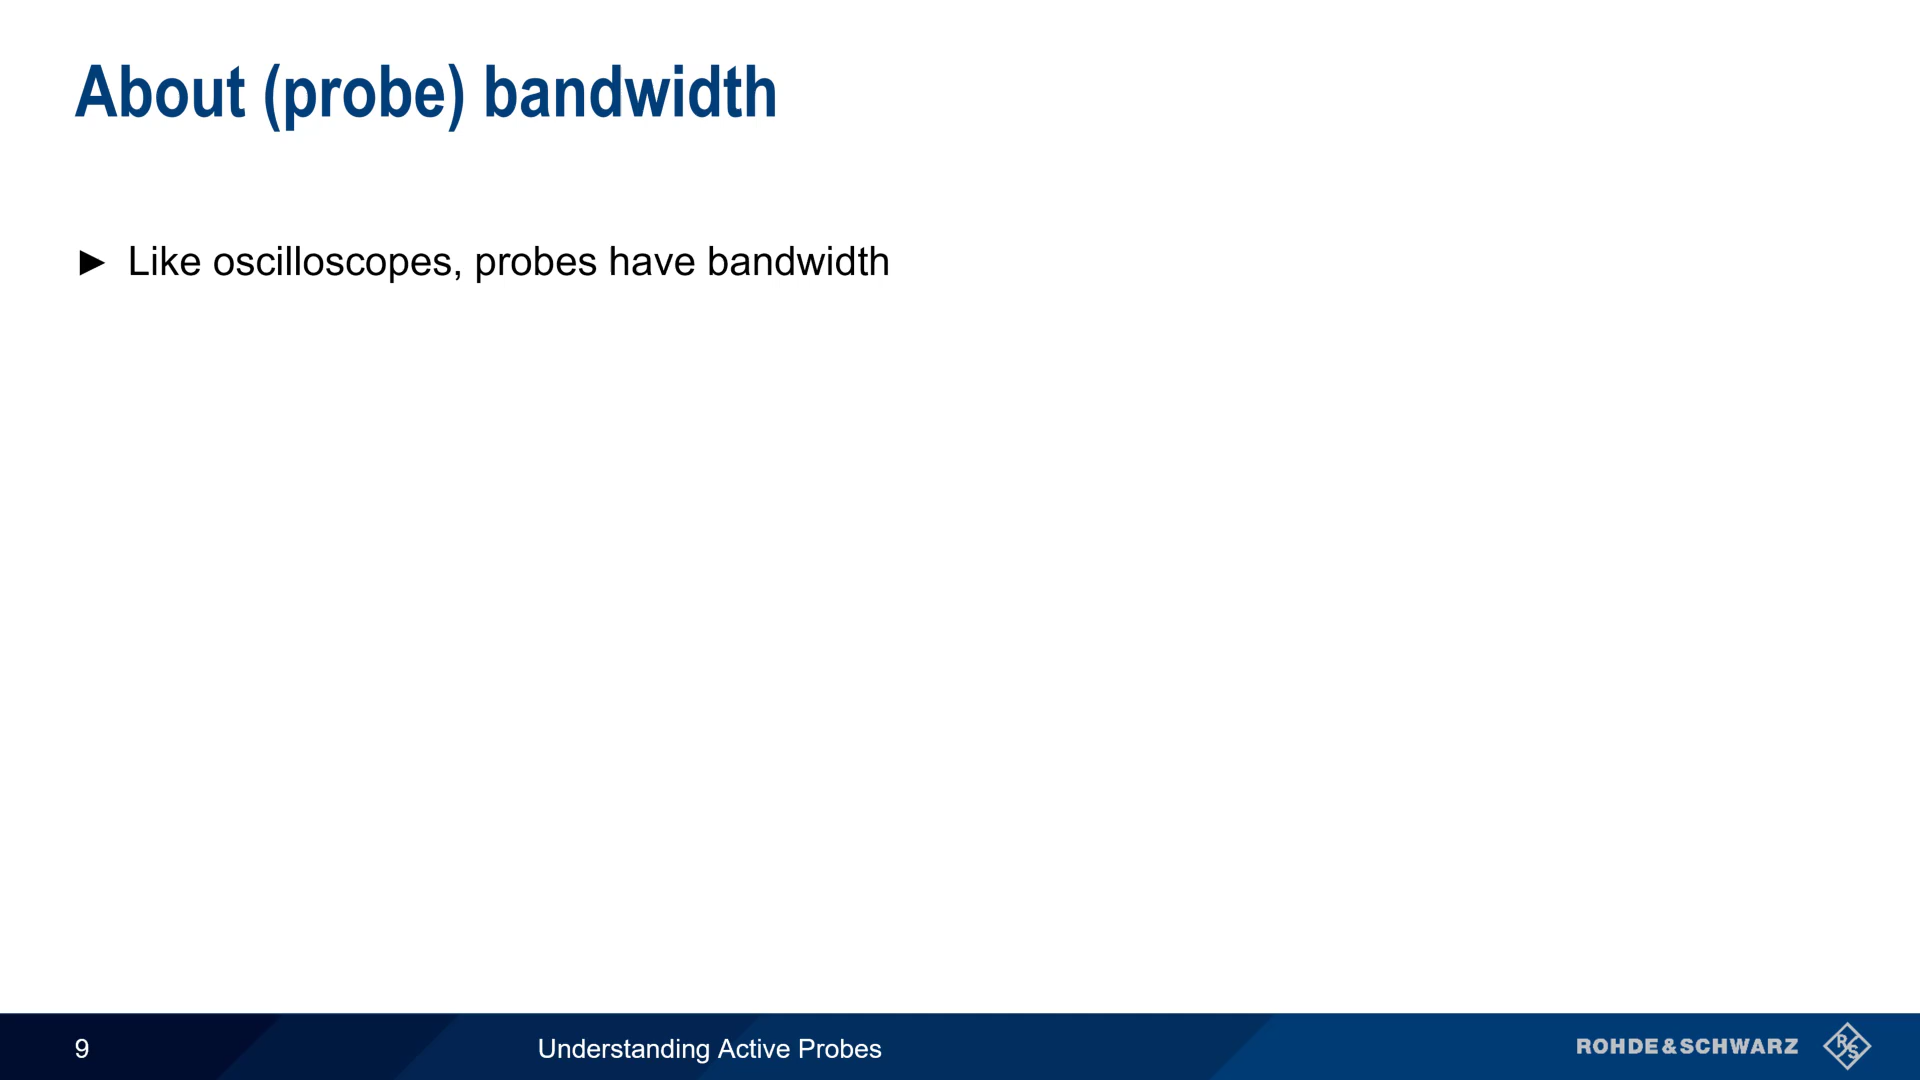 About (probe) bandwidth
► Like oscilloscopes, probes have bandwidth
9
Understanding Active Probes
ROHDE&SCHWARZ
R&S